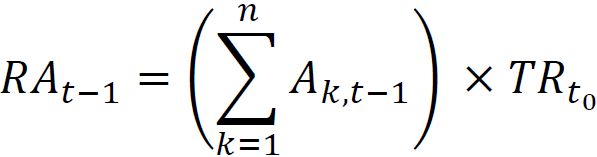 $RA_{t-1} = \left( \sum_{k=1}^{n} A_{k,t-1} \right) \times TR_{t_0}$